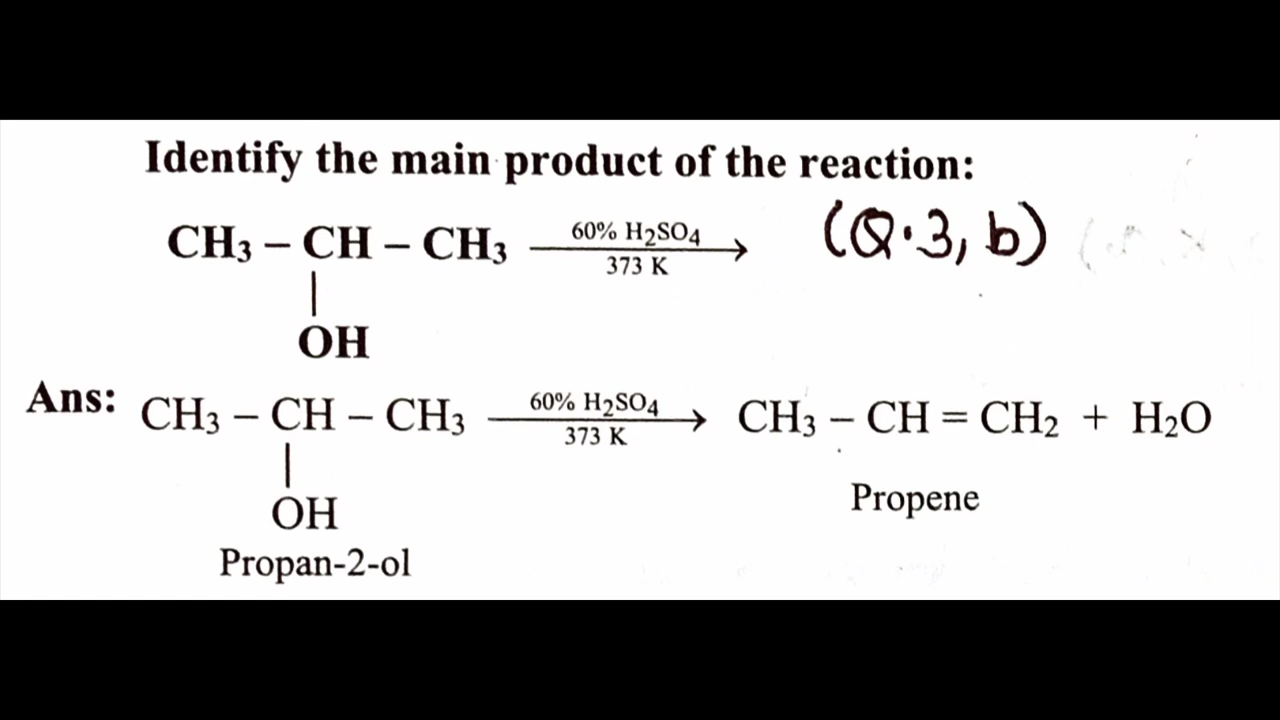 Identify the main product of the reaction:
CH₃ – CH – CH₃ 60% H₂SO₄ 373 K (Q.3, b)
|
OH
Ans: CH₃ – CH – CH₃ 60% H₂SO₄ 373 K CH₃ – CH = CH₂ + H₂O
|
OH
Propene
Propan-2-ol